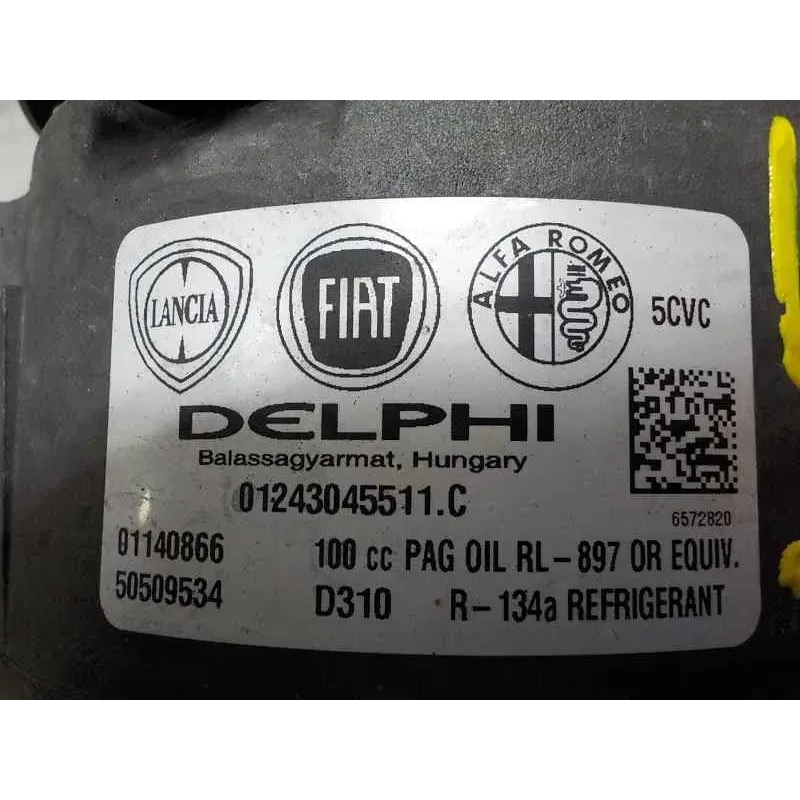 LANCIA
FIAT
ALFA ROMEO
5CVC
DELPHI
Balassagyarmat, Hungary
01243045511.C
6572820
01140866 100 cc PAG OIL RL-897 OR EQUIV.
50509534 D310 R-134a REFRIGERANT